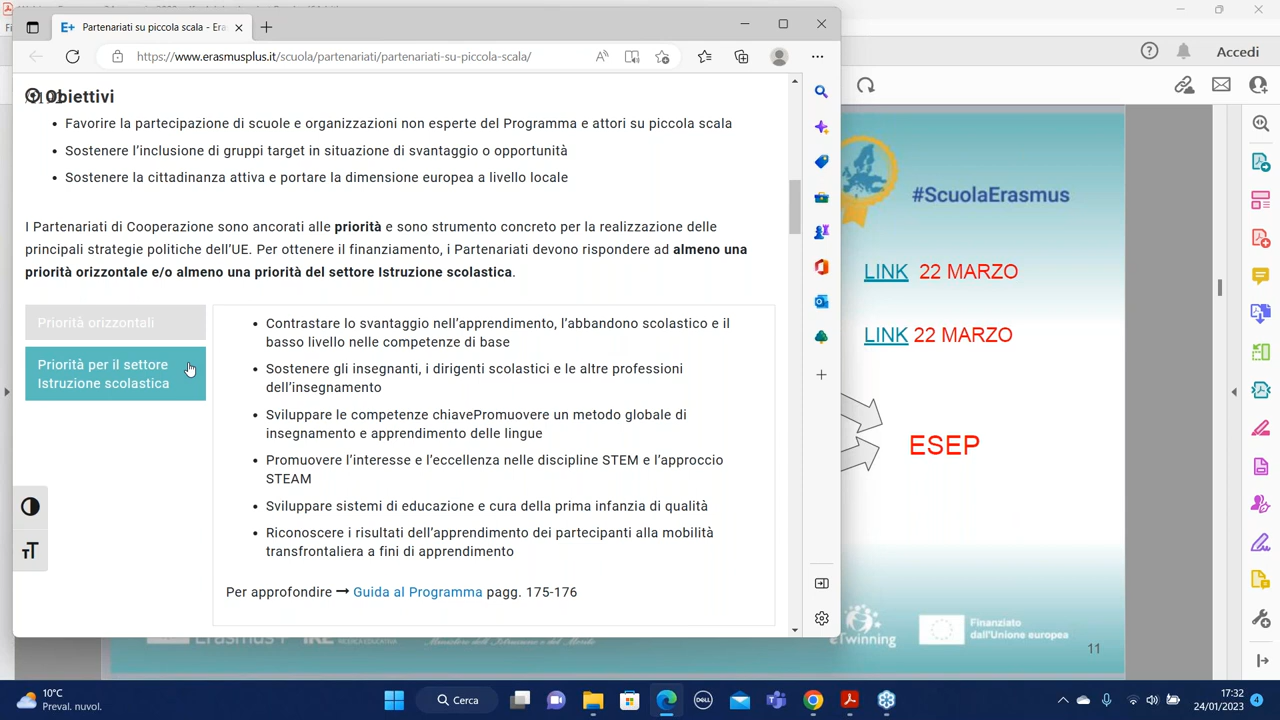 Partenariati su piccola scala - Era
https://www.erasmusplus.it/scuola/partenariati/partenariati-su-piccola-scala/
Accedi
Obiettivi
• Favorire la partecipazione di scuole e organizzazioni non esperte del Programma e attori su piccola scala
• Sostenere l'inclusione di gruppi target in situazione di svantaggio o opportunità
• Sostenere la cittadinanza attiva e portare la dimensione europea a livello locale
I Partenariati di Cooperazione sono ancorati alle priorità e sono strumento concreto per la realizzazione delle
principali strategie politiche dell'UE. Per ottenere il finanziamento, i Partenariati devono rispondere ad almeno una
priorità orizzontale e/o almeno una priorità del settore Istruzione scolastica.
Priorità orizzontali
Priorità per il settore
Istruzione scolastica
• Contrastare lo svantaggio nell'apprendimento, l'abbandono scolastico e il
basso livello nelle competenze di base
• Sostenere gli insegnanti, i dirigenti scolastici e le altre professioni
dell'insegnamento
• Sviluppare le competenze chiavePromuovere un metodo globale di
insegnamento e apprendimento delle lingue
• Promuovere l'interesse e l'eccellenza nelle discipline STEM e l'approccio
STEAM
• Sviluppare sistemi di educazione e cura della prima infanzia di qualità
• Riconoscere i risultati dell'apprendimento dei partecipanti alla mobilità
transfrontaliera a fini di apprendimento
Per approfondire → Guida al Programma pagg. 175-176
#ScuolaErasmus
LINK 22 MARZO
LINK 22 MARZO
ESEP
eTwinning
Finanziato
dall'Unione europea
11
10°C
Preval. nuvol.
Cerca
17:32
24/01/2023
4